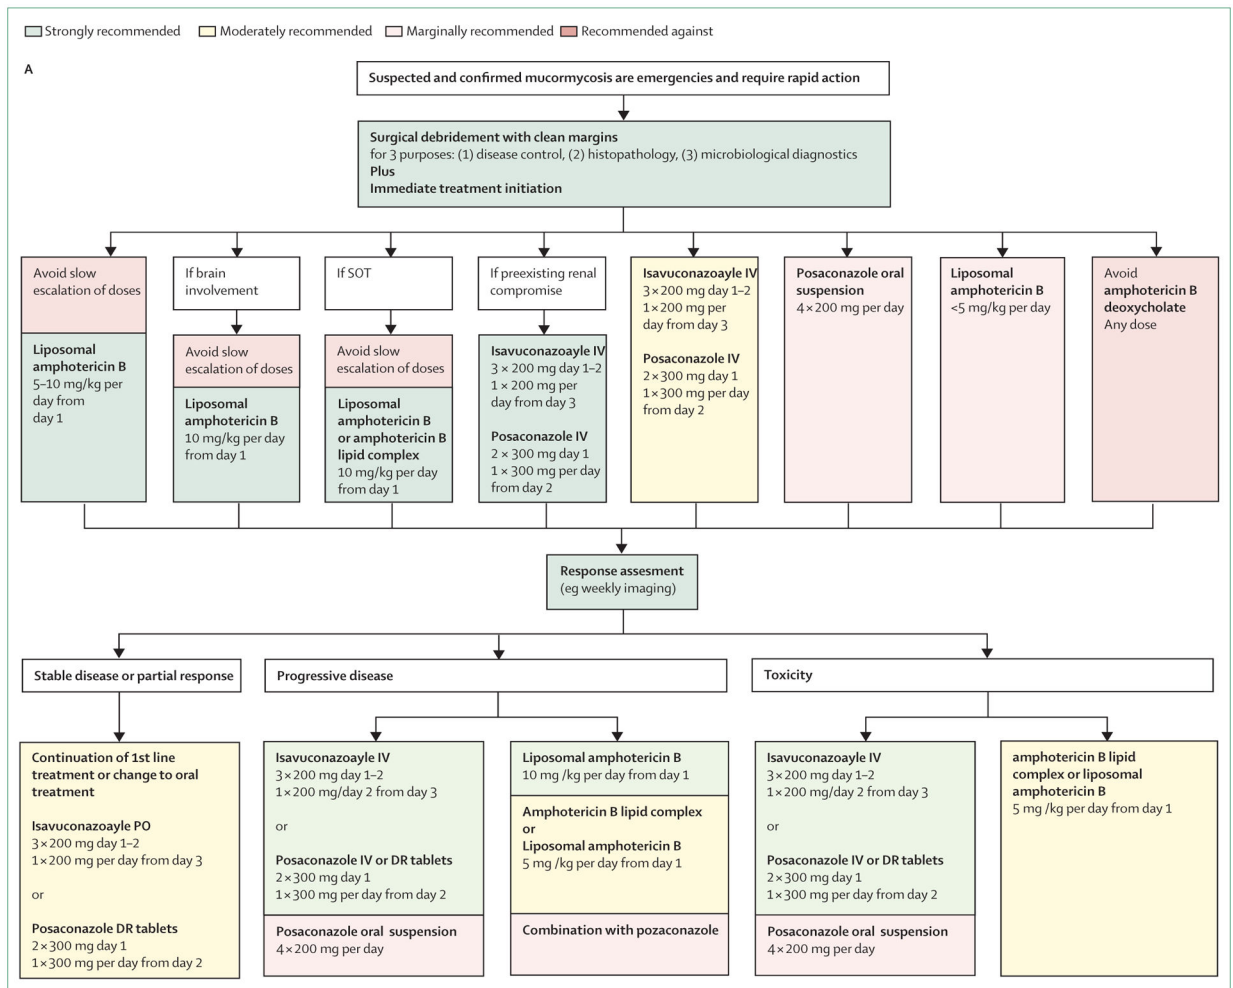 Strongly recommended
Moderately recommended
Marginally recommended
Recommended against
A
Suspected and confirmed mucormycosis are emergencies and require rapid action
Surgical debridement with clean margins
for 3 purposes: (1) disease control, (2) histopathology, (3) microbiological diagnostics
Plus
Immediate treatment initiation
Avoid slow
escalation of doses
Liposomal
amphotericin B
5–10 mg/kg per
day from
day 1
If brain
involvement
Avoid slow
escalation of doses
Liposomal
amphotericin B
10 mg/kg per day
from day 1
If SOT
Avoid slow
escalation of doses
Liposomal
amphotericin B
or amphotericin B
lipid complex
10 mg/kg per day
from day 1
If preexisting renal
compromise
Isavuconazoayle IV
3 × 200 mg day 1–2
1 × 200 mg per
day from day 3
Posaconazole IV
2 × 300 mg day 1
1 × 300 mg per day
from day 2
Isavuconazoayle IV
3×200 mg day 1–2
1×200 mg per
day from day 3
Posaconazole IV
2×300 mg day 1
1×300 mg per day
from day 2
Posaconazole oral
suspension
4×200 mg per day
Liposomal
amphotericin B
<5 mg/kg per day
Avoid
amphotericin B
deoxycholate
Any dose
Response assesment
(eg weekly imaging)
Stable disease or partial response
Continuation of 1st line
treatment or change to oral
treatment
Isavuconazoayle PO
3×200 mg day 1–2
1×200 mg per day from day 3
or
Posaconazole DR tablets
2×300 mg day 1
1×300 mg per day from day 2
Progressive disease
Isavuconazoayle IV
3×200 mg day 1–2
1×200 mg/day 2 from day 3
or
Posaconazole IV or DR tablets
2×300 mg day 1
1×300 mg per day from day 2
Posaconazole oral suspension
4×200 mg per day
Liposomal amphotericin B
10 mg /kg per day from day 1
Amphotericin B lipid complex
or
Liposomal amphotericin B
5 mg /kg per day from day 1
Combination with pozaconazole
Toxicity
Isavuconazoayle IV
3×200 mg day 1–2
1×200 mg/day 2 from day 3
or
Posaconazole IV or DR tablets
2×300 mg day 1
1×300 mg per day from day 2
Posaconazole oral suspension
4×200 mg per day
amphotericin B lipid
complex or liposomal
amphotericin B
5 mg /kg per day from day 1